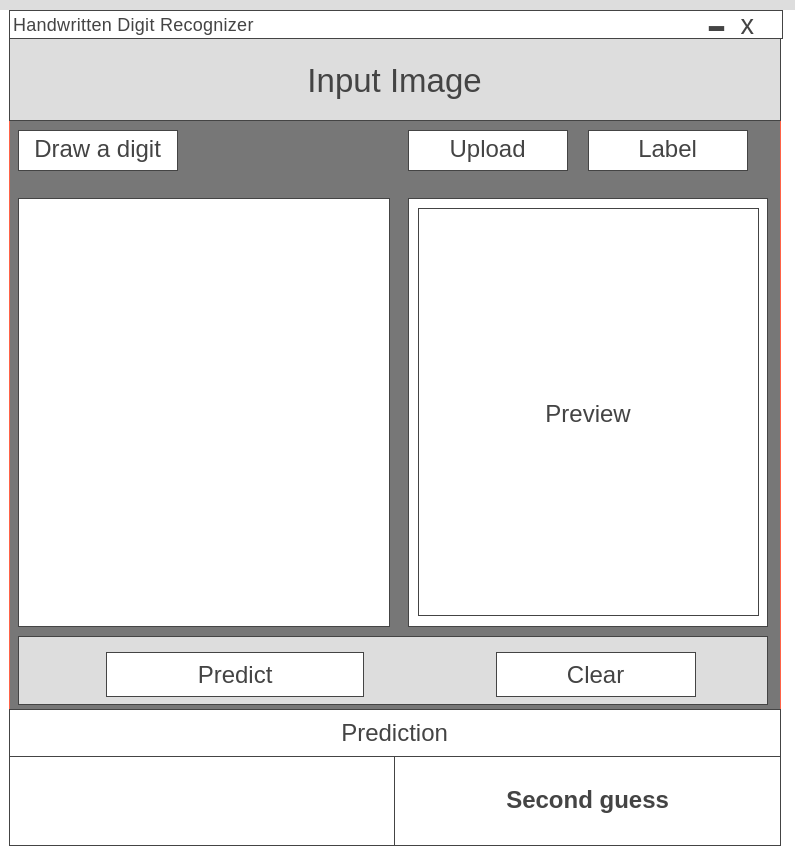 Handwritten Digit Recognizer
X
Input Image
Draw a digit
Upload
Label
Preview
Predict
Clear
Prediction
Second guess